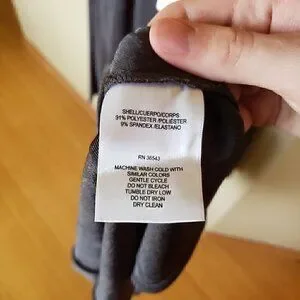 SHELL/CUERPO/CORPS
91% POLYESTER/POLIÉSTER
9% SPANDEX/ELASTANO
RN 36543
MACHINE WASH COLD WITH
SIMILAR COLORS
GENTLE CYCLE
DO NOT BLEACH
TUMBLE DRY LOW
DO NOT IRON
DRY CLEAN